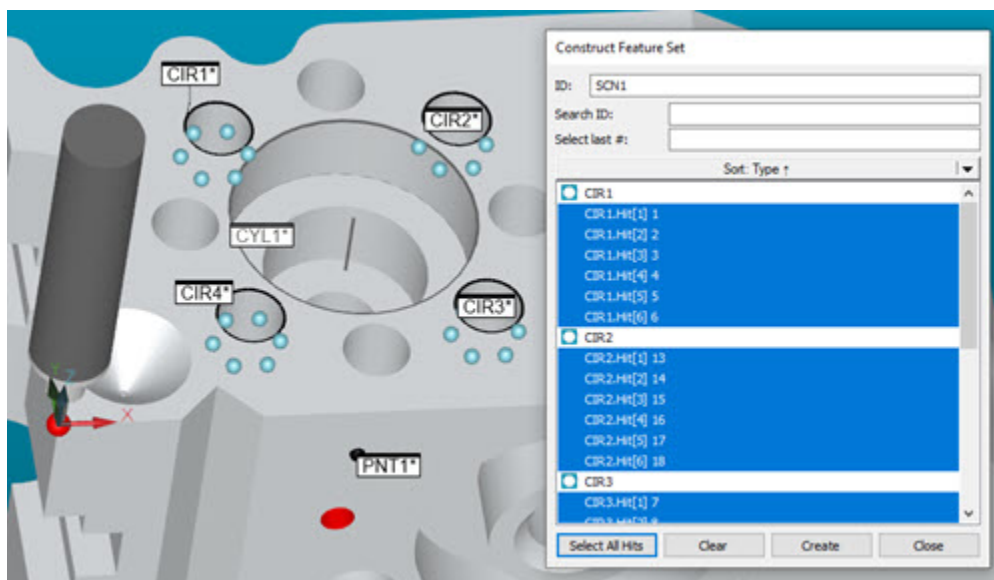 CIR1*
CIR2*
CYL1*
CIR4*
CIR3*
X
Z
PNT1*
Construct Feature Set
ID: SCN1
Search ID:
Select last #:
Sort: Type ↑
CIR1
CIR1.Hit[1] 1
CIR1.Hit[2] 2
CIR1.Hit[3] 3
CIR1.Hit[4] 4
CIR1.Hit[5] 5
CIR1.Hit[6] 6
CIR2
CIR2.Hit[1] 13
CIR2.Hit[2] 14
CIR2.Hit[3] 15
CIR2.Hit[4] 16
CIR2.Hit[5] 17
CIR2.Hit[6] 18
CIR3
CIR3.Hit[1] 7
CIR3.Hit[2] 8
Select All Hits Clear Create Close